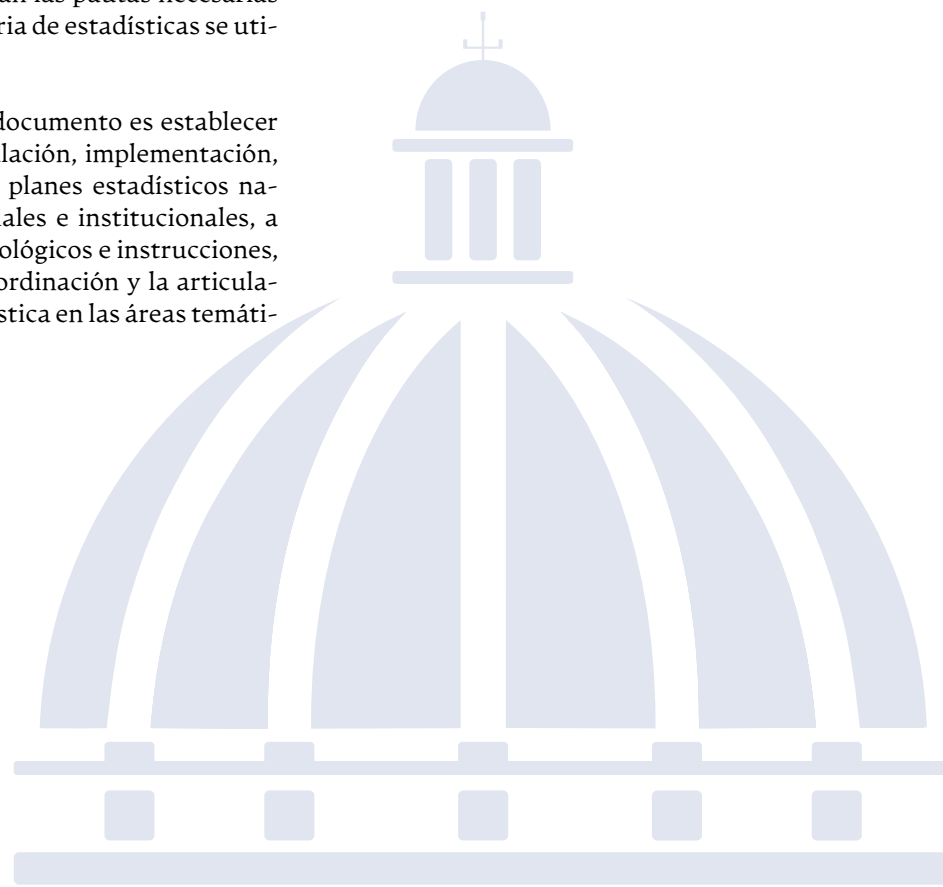 an las pautas necesarias
ria de estadísticas se uti-
documento es establecer
lación, implementación,
planes estadísticos na-
ales e institucionales, a
ológicos e instrucciones,
ordinación y la articula-
stica en las áreas temáti-